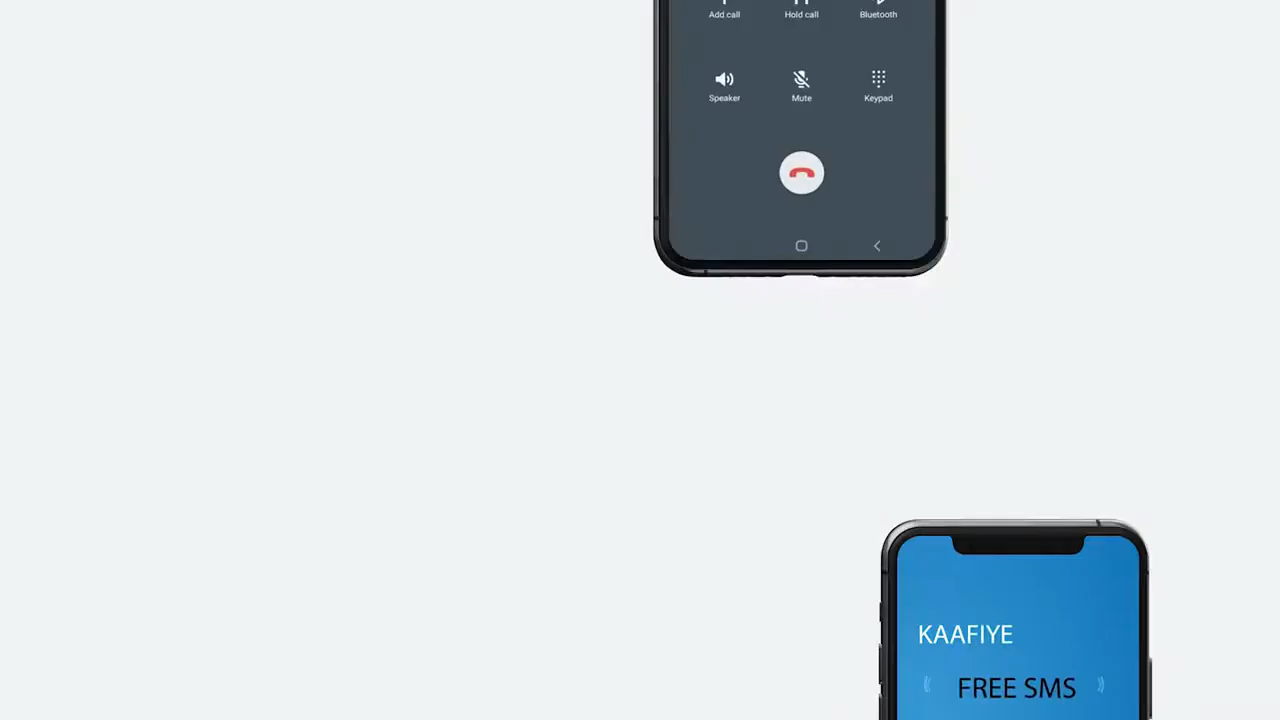 Add call Hold call Bluetooth
Speaker Mute Keypad
KAAFIYE
FREE SMS